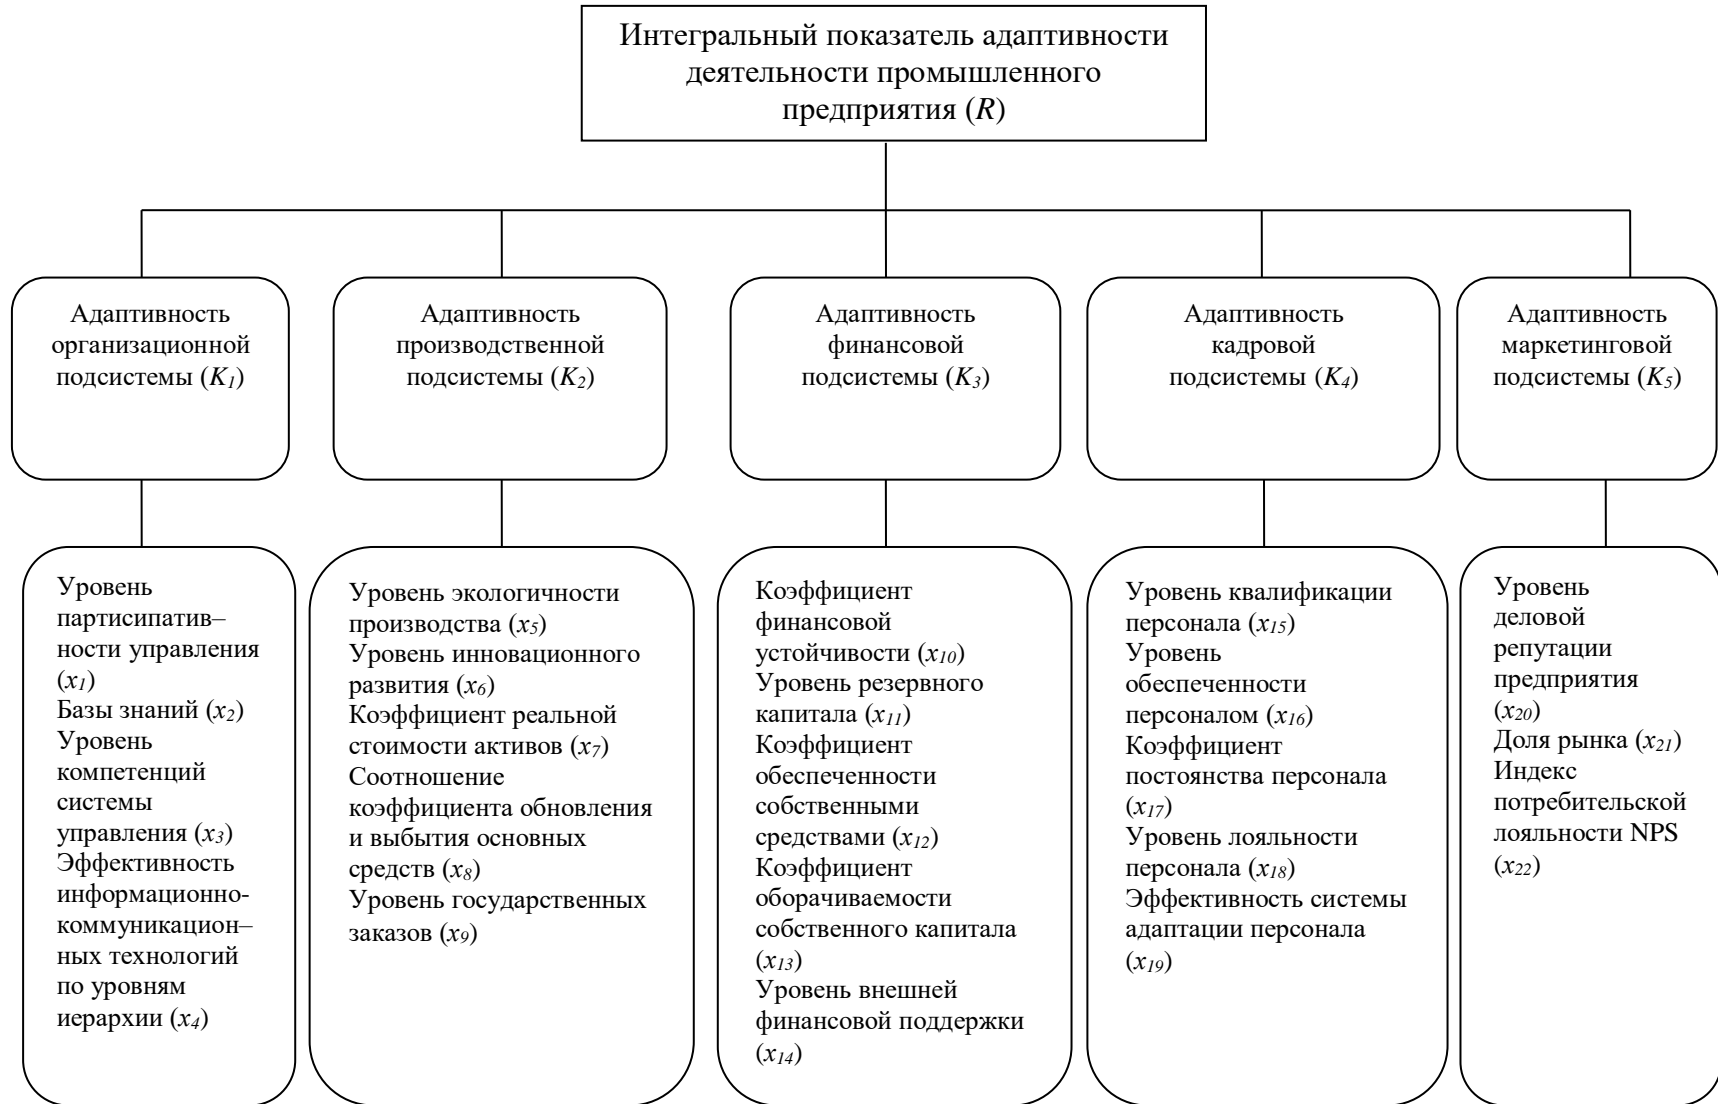 Интегральный показатель адаптивности
деятельности промышленного
предприятия (R)
Адаптивность
организационной
подсистемы (K1)
Адаптивность
производственной
подсистемы (K2)
Адаптивность
финансовой
подсистемы (K3)
Адаптивность
кадровой
подсистемы (K4)
Адаптивность
маркетинговой
подсистемы (K5)
Уровень
партисипатив–
ности управления
(x1)
Базы знаний (x2)
Уровень
компетенций
системы
управления (x3)
Эффективность
информационно-
коммуникацион–
ных технологий
по уровням
иерархии (x4)
Уровень экологичности
производства (x5)
Уровень инновационного
развития (x6)
Коэффициент реальной
стоимости активов (x7)
Соотношение
коэффициента обновления
и выбытия основных
средств (x8)
Уровень государственных
заказов (x9)
Коэффициент
финансовой
устойчивости (x10)
Уровень резервного
капитала (x11)
Коэффициент
обеспеченности
собственными
средствами (x12)
Коэффициент
оборачиваемости
собственного капитала
(x13)
Уровень внешней
финансовой поддержки
(x14)
Уровень квалификации
персонала (x15)
Уровень
обеспеченности
персоналом (x16)
Коэффициент
постоянства персонала
(x17)
Уровень лояльности
персонала (x18)
Эффективность системы
адаптации персонала
(x19)
Уровень
деловой
репутации
предприятия
(x20)
Доля рынка (x21)
Индекс
потребительской
лояльности NPS
(x22)